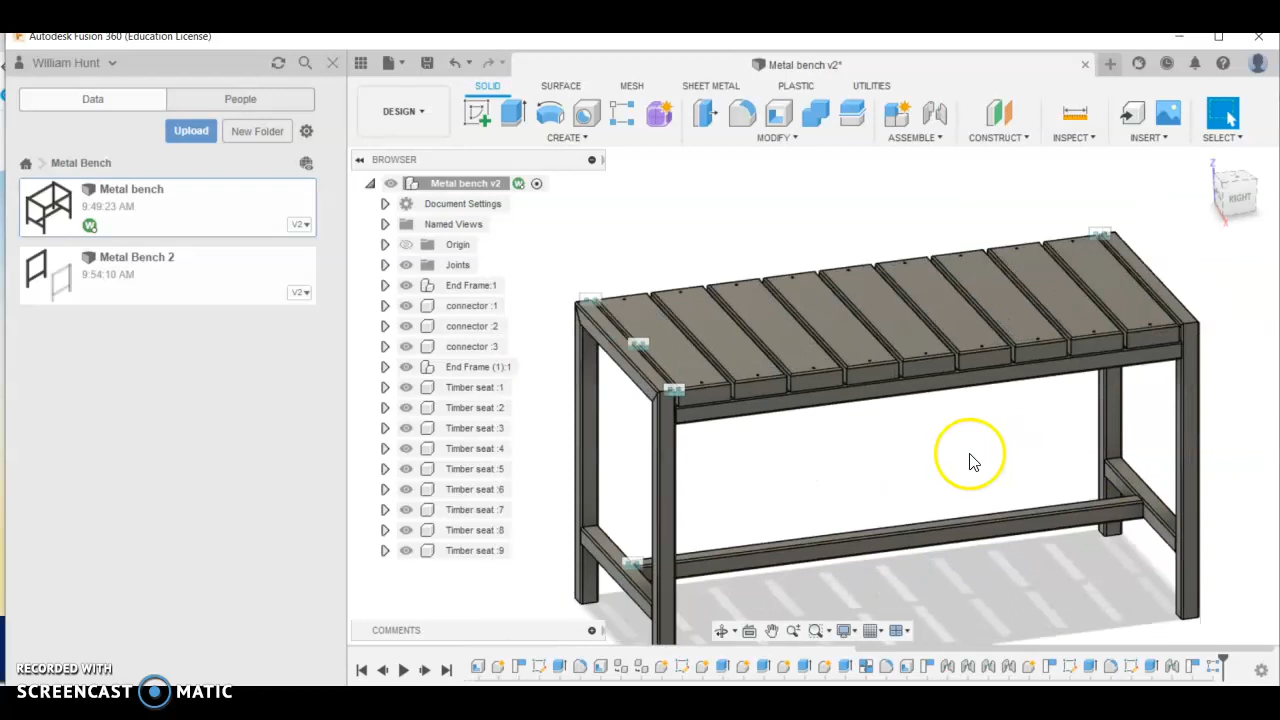 Autodesk Fusion 360 (Education License)
William Hunt
Metal bench v2*
Data
People
Upload
New Folder
Metal Bench
Metal bench
9:49:23 AM
V2
Metal Bench 2
9:54:10 AM
V2
DESIGN
SOLID
SURFACE
MESH
SHEET METAL
PLASTIC
UTILITIES
CREATE
MODIFY
ASSEMBLE
CONSTRUCT
INSPECT
INSERT
SELECT
BROWSER
Metal bench v2
Document Settings
Named Views
Origin
Joints
End Frame:1
connector :1
connector :2
connector :3
End Frame (1):1
Timber seat :1
Timber seat :2
Timber seat :3
Timber seat :4
Timber seat :5
Timber seat :6
Timber seat :7
Timber seat :8
Timber seat :9
Z
RIGHT
X
COMMENTS
RECORDED WITH
SCREENCAST MATIC